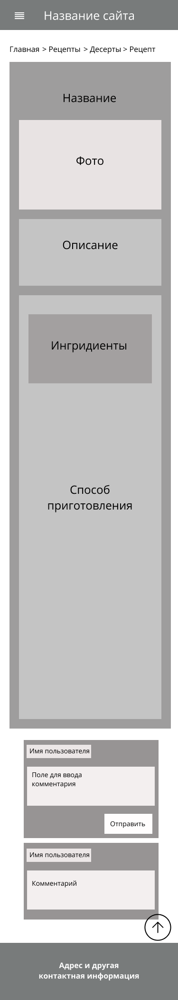 Название сайта
Главная > Рецепты > Десерты > Рецепт
Название
Фото
Описание
Ингридиенты
Способ
приготовления
Имя пользователя
Поле для ввода
комментария
Отправить
Имя пользователя
Комментарий
Адрес и другая
контактная информация